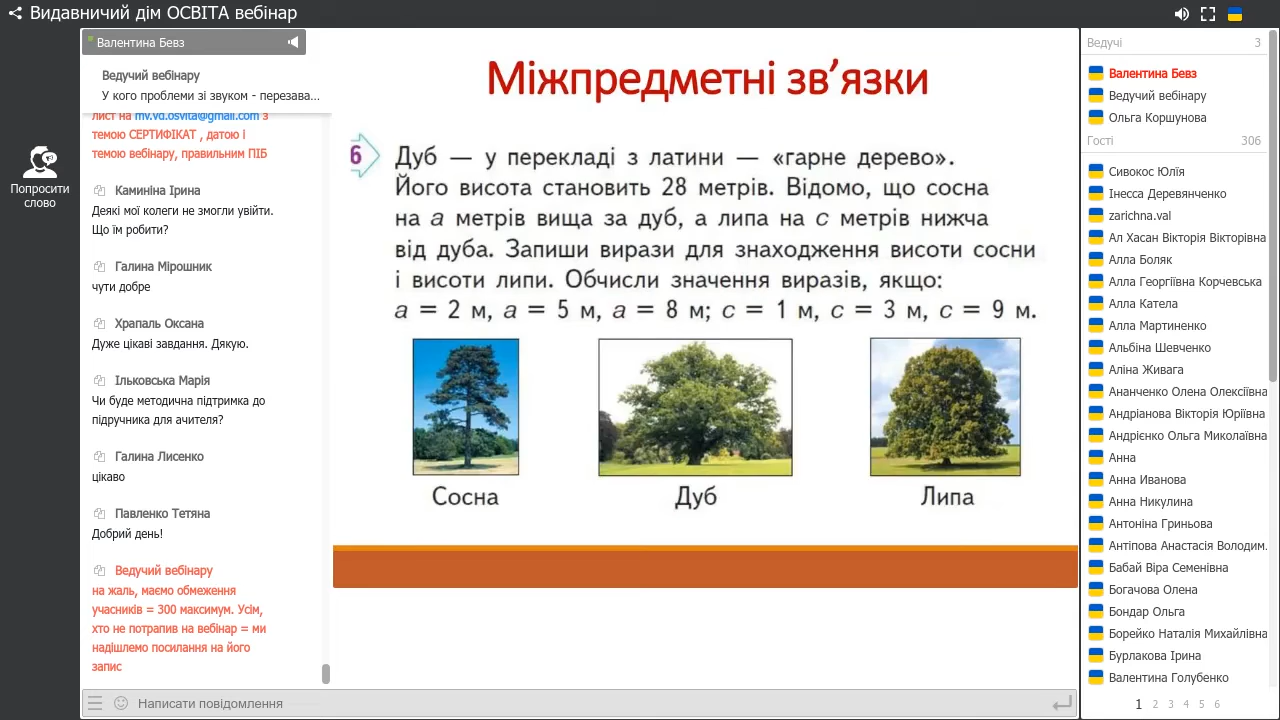 Видавничий дім ОСВІТА вебінар
Попросити
слово
Валентина Бевз
Ведучий вебінару
У кого проблеми зі звуком - перезава...
лист на mv.vd.osvita@gmail.com з
темою СЕРТИФІКАТ , датою і
темою вебінару, правильним ПІБ
Каминіна Ірина
Деякі мої колеги не змогли увійти.
Що їм робити?
Галина Мірошник
чути добре
Храпаль Оксана
Дуже цікаві завдання. Дякую.
Ільковська Марія
Чи буде методична підтримка до
підручника для ачителя?
Галина Лисенко
цікаво
Павленко Тетяна
Добрий день!
Ведучий вебінару
на жаль, маємо обмеження
учасників = 300 максимум. Усім,
хто не потрапив на вебінар = ми
надішлемо посилання на його
запис
Написати повідомлення
Міжпредметні зв’язки
6
Дуб — у перекладі з латини — «гарне дерево».
Його висота становить 28 метрів. Відомо, що сосна
на a метрів вища за дуб, а липа на c метрів нижча
від дуба. Запиши вирази для знаходження висоти сосни
і висоти липи. Обчисли значення виразів, якщо:
a = 2 м, a = 5 м, a = 8 м; c = 1 м, c = 3 м, c = 9 м.
Сосна
Дуб
Липа
Ведучі 3
Валентина Бевз
Ведучий вебінару
Ольга Коршунова
Гості 306
Сивокос Юлїя
Інесса Деревянченко
zarichna.val
Ал Хасан Вікторія Вікторівна
Алла Боляк
Алла Георгіївна Корчевська
Алла Катела
Алла Мартиненко
Альбіна Шевченко
Аліна Живага
Ананченко Олена Олексіївна
Андріанова Вікторія Юріївна
Андрієнко Ольга Миколаївна
Анна
Анна Иванова
Анна Никулина
Антоніна Гриньова
Антіпова Анастасія Володим.
Бабай Віра Семенівна
Богачова Олена
Бондар Ольга
Борейко Наталія Михайлівна
Бурлакова Ірина
Валентина Голубенко
1 2 3 4 5 6